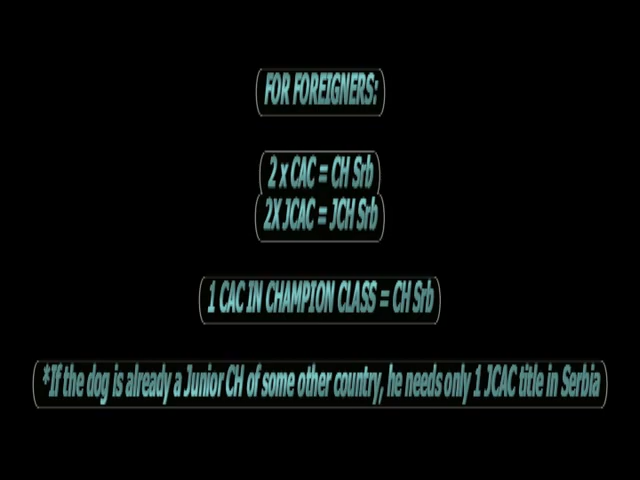 FOR FOREIGNERS:
2 x CAC = CH Srb
2X JCAC = JCH Srb
1 CAC IN CHAMPION CLASS = CH Srb
*If the dog is already a Junior CH of some other country, he needs only 1 JCAC title in Serbia